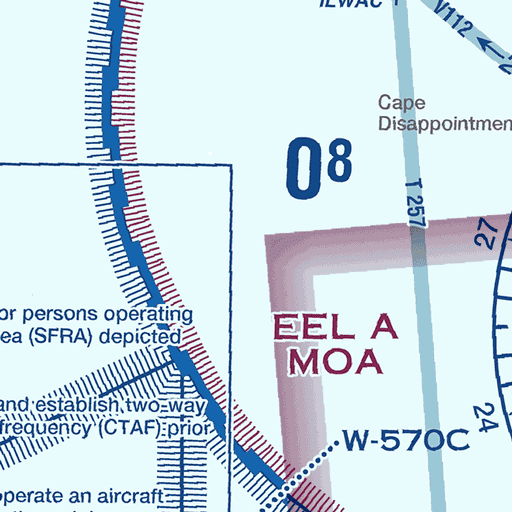 ILWAC
V112
Cape
Disappointmen
08
T 257
27
or persons operating
ea (SFRA) depicted
EEL A
MOA
and establish two-way
frequency (CTAF) prior
24
W-570C
operate an aircraft